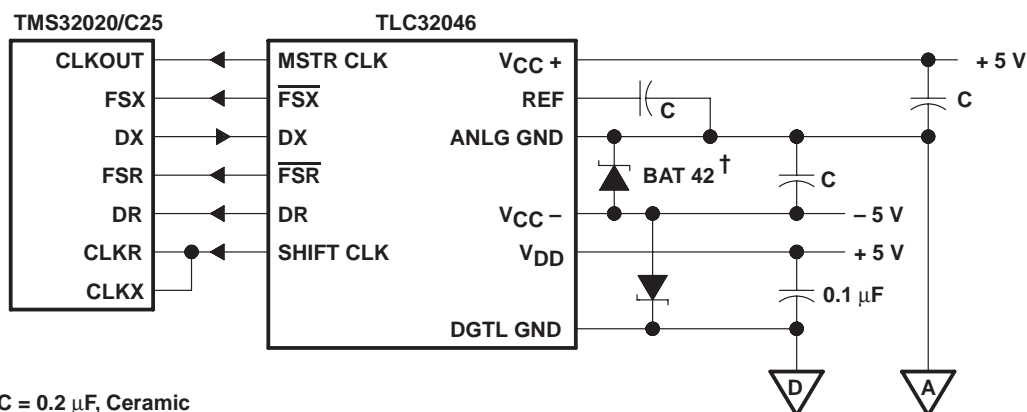 TMS32020/C25
TLC32046
CLKOUT
FSX
DX
FSR
DR
CLKR
CLKX
MSTR CLK
FSX
DX
FSR
DR
SHIFT CLK
VCC +
REF
ANLG GND
VCC –
VDD
DGTL GND
+ 5 V
C
C
BAT 42†
C
– 5 V
+ 5 V
0.1 μF
D
A
C = 0.2 μF, Ceramic